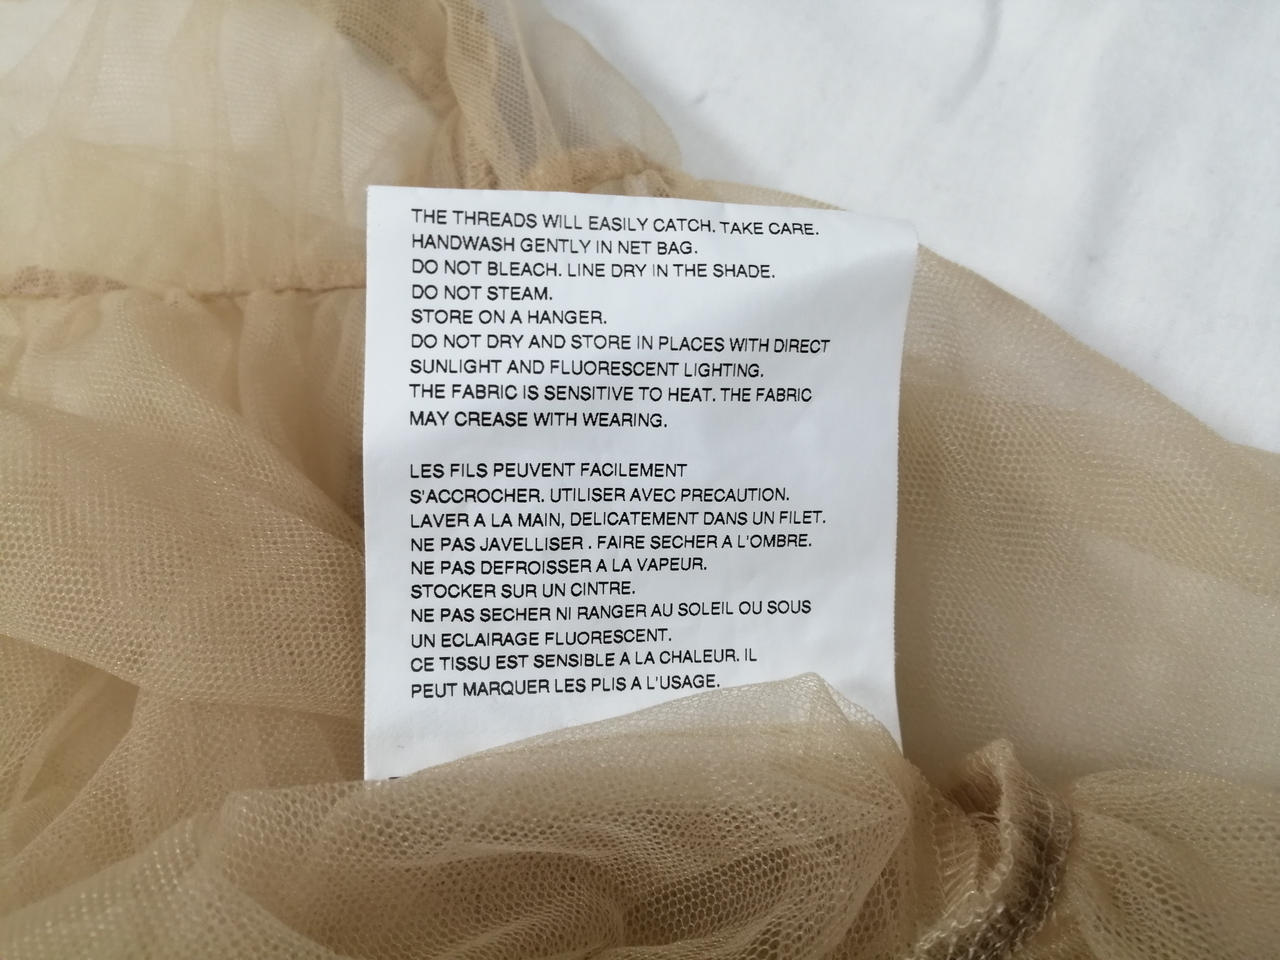 THE THREADS WILL EASILY CATCH. TAKE CARE.
HANDWASH GENTLY IN NET BAG.
DO NOT BLEACH. LINE DRY IN THE SHADE.
DO NOT STEAM.
STORE ON A HANGER.
DO NOT DRY AND STORE IN PLACES WITH DIRECT
SUNLIGHT AND FLUORESCENT LIGHTING.
THE FABRIC IS SENSITIVE TO HEAT. THE FABRIC
MAY CREASE WITH WEARING.
LES FILS PEUVENT FACILEMENT
S'ACCROCHER. UTILISER AVEC PRECAUTION.
LAVER A LA MAIN, DELICATEMENT DANS UN FILET.
NE PAS JAVELLISER . FAIRE SECHER A L'OMBRE.
NE PAS DEFROISSER A LA VAPEUR.
STOCKER SUR UN CINTRE.
NE PAS SECHER NI RANGER AU SOLEIL OU SOUS
UN ECLAIRAGE FLUORESCENT.
CE TISSU EST SENSIBLE A LA CHALEUR. IL
PEUT MARQUER LES PLIS A L'USAGE.